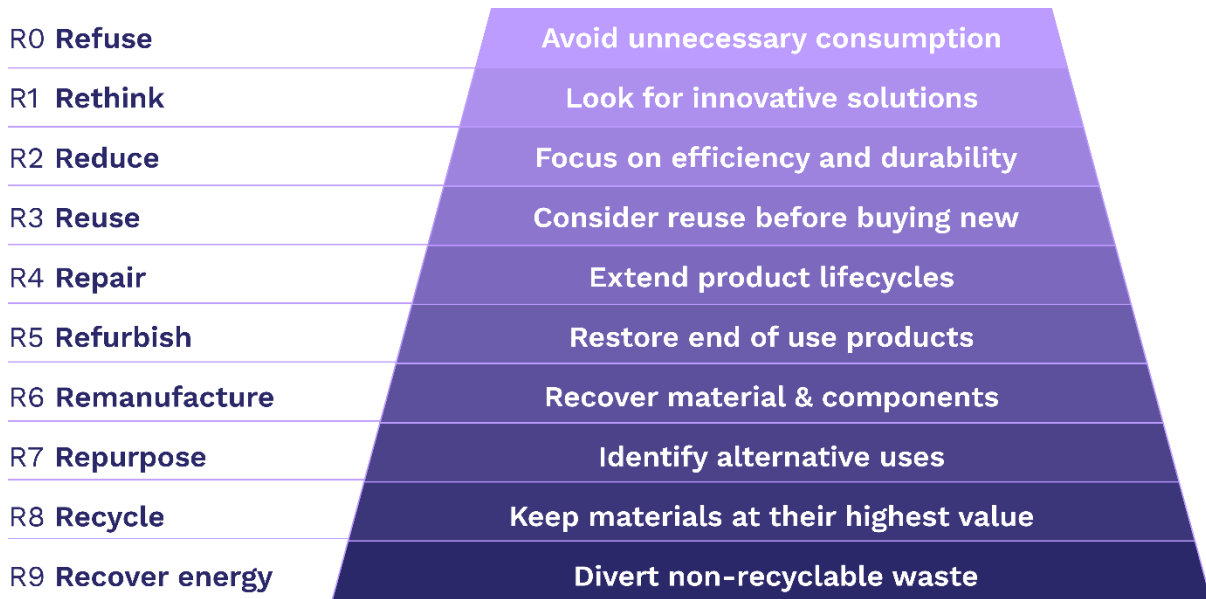 R0 Refuse Avoid unnecessary consumption
R1 Rethink Look for innovative solutions
R2 Reduce Focus on efficiency and durability
R3 Reuse Consider reuse before buying new
R4 Repair Extend product lifecycles
R5 Refurbish Restore end of use products
R6 Remanufacture Recover material & components
R7 Repurpose Identify alternative uses
R8 Recycle Keep materials at their highest value
R9 Recover energy Divert non-recyclable waste